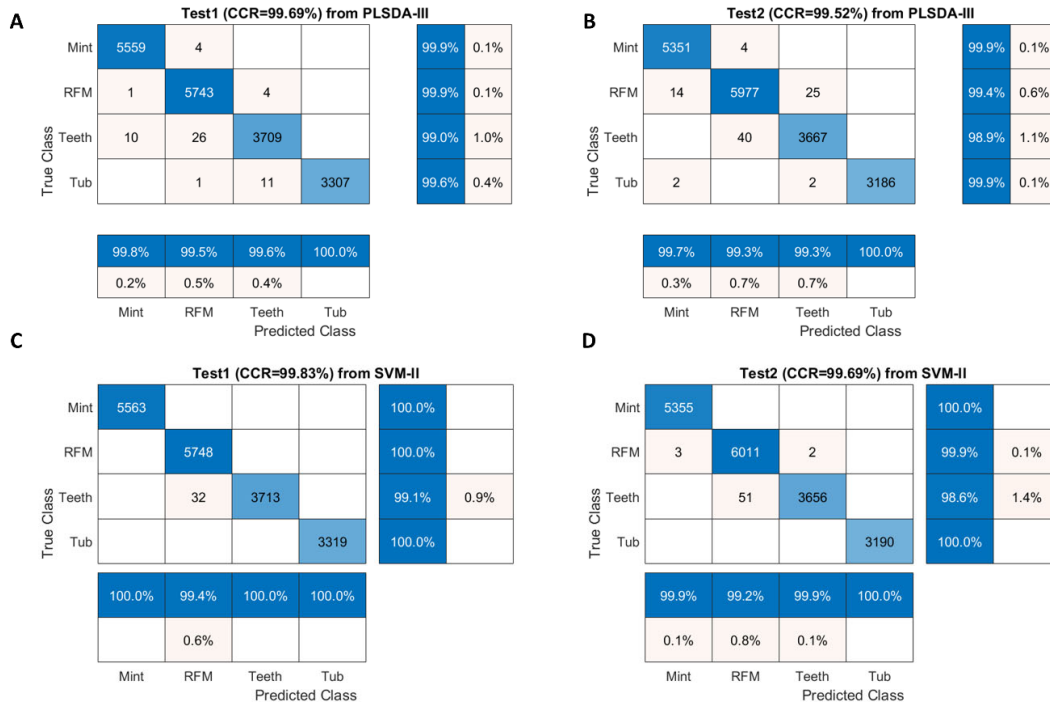 A
Test1 (CCR=99.69%) from PLSDA-III
Mint 5559 4 99.9% 0.1%
RFM 1 5743 4 99.9% 0.1%
Teeth 10 26 3709 99.0% 1.0%
Tub 1 11 3307 99.6% 0.4%
True Class
99.8% 99.5% 99.6% 100.0%
0.2% 0.5% 0.4%
Mint RFM Teeth Tub
Predicted Class
B
Test2 (CCR=99.52%) from PLSDA-III
Mint 5351 4 99.9% 0.1%
RFM 14 5977 25 99.4% 0.6%
Teeth 40 3667 98.9% 1.1%
Tub 2 2 3186 99.9% 0.1%
True Class
99.7% 99.3% 99.3% 100.0%
0.3% 0.7% 0.7%
Mint RFM Teeth Tub
Predicted Class
C
Test1 (CCR=99.83%) from SVM-II
Mint 5563 100.0%
RFM 5748 100.0%
Teeth 32 3713 99.1% 0.9%
Tub 3319 100.0%
True Class
100.0% 99.4% 100.0% 100.0%
0.6%
Mint RFM Teeth Tub
Predicted Class
D
Test2 (CCR=99.69%) from SVM-II
Mint 5355 100.0%
RFM 3 6011 2 99.9% 0.1%
Teeth 51 3656 98.6% 1.4%
Tub 3190 100.0%
True Class
99.9% 99.2% 99.9% 100.0%
0.1% 0.8% 0.1%
Mint RFM Teeth Tub
Predicted Class